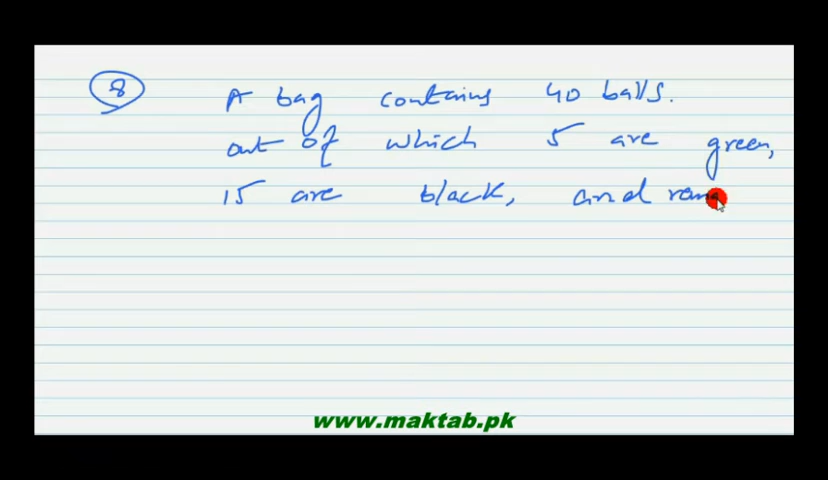 8 A bag contains 40 balls.
out of which 5 are green,
15 are black, and
www.maktab.pk